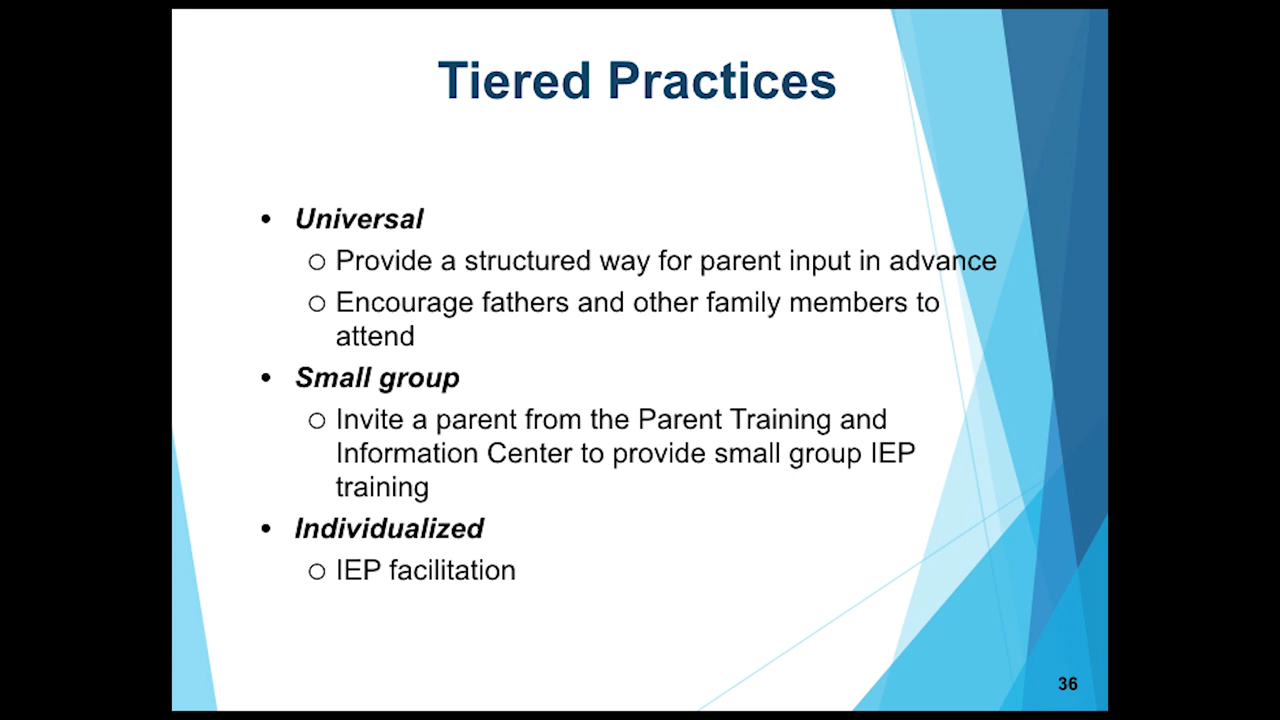 Tiered Practices
• Universal
○ Provide a structured way for parent input in advance
○ Encourage fathers and other family members to
attend
• Small group
○ Invite a parent from the Parent Training and
Information Center to provide small group IEP
training
• Individualized
○ IEP facilitation
36